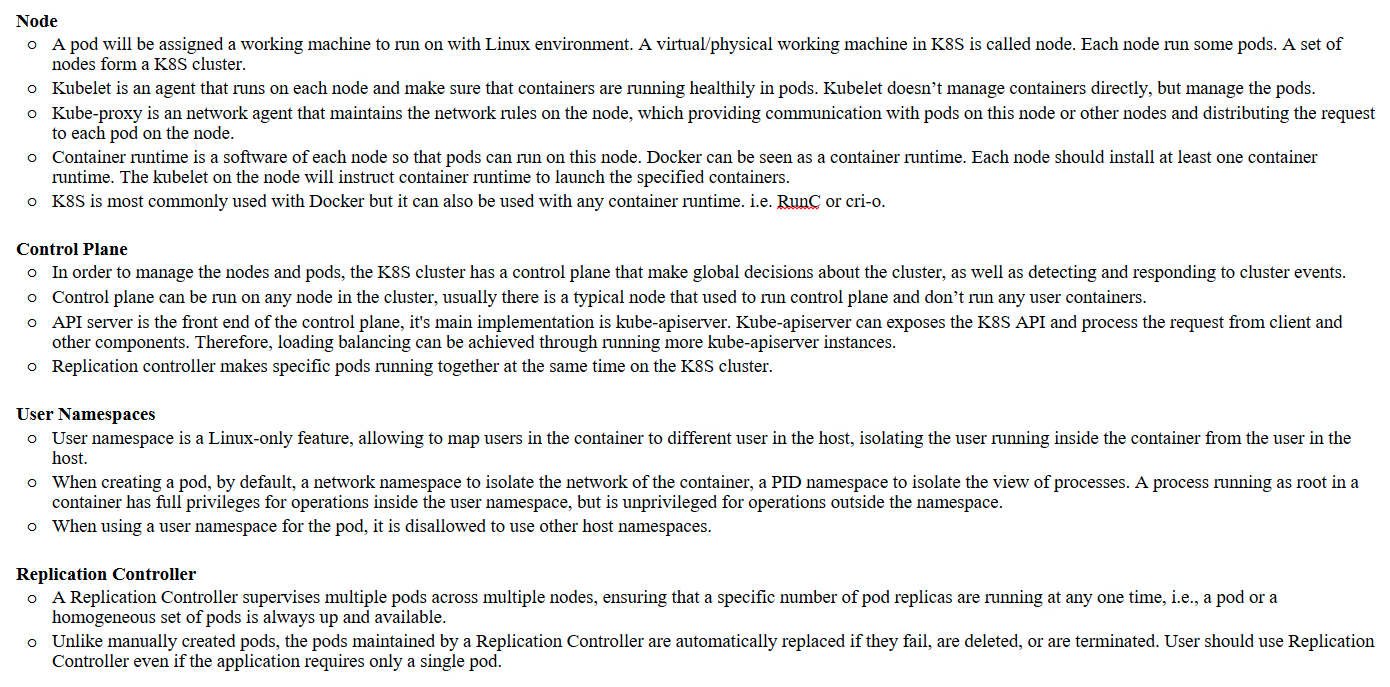 Node
o A pod will be assigned a working machine to run on with Linux environment. A virtual/physical working machine in K8S is called node. Each node run some pods. A set of
nodes form a K8S cluster.
o Kubelet is an agent that runs on each node and make sure that containers are running healthily in pods. Kubelet doesn’t manage containers directly, but manage the pods.
o Kube-proxy is an network agent that maintains the network rules on the node, which providing communication with pods on this node or other nodes and distributing the request
to each pod on the node.
o Container runtime is a software of each node so that pods can run on this node. Docker can be seen as a container runtime. Each node should install at least one container
runtime. The kubelet on the node will instruct container runtime to launch the specified containers.
o K8S is most commonly used with Docker but it can also be used with any container runtime. i.e. RunC or cri-o.
Control Plane
o In order to manage the nodes and pods, the K8S cluster has a control plane that make global decisions about the cluster, as well as detecting and responding to cluster events.
o Control plane can be run on any node in the cluster, usually there is a typical node that used to run control plane and don’t run any user containers.
o API server is the front end of the control plane, it's main implementation is kube-apiserver. Kube-apiserver can exposes the K8S API and process the request from client and
other components. Therefore, loading balancing can be achieved through running more kube-apiserver instances.
o Replication controller makes specific pods running together at the same time on the K8S cluster.
User Namespaces
o User namespace is a Linux-only feature, allowing to map users in the container to different user in the host, isolating the user running inside the container from the user in the
host.
o When creating a pod, by default, a network namespace to isolate the network of the container, a PID namespace to isolate the view of processes. A process running as root in a
container has full privileges for operations inside the user namespace, but is unprivileged for operations outside the namespace.
o When using a user namespace for the pod, it is disallowed to use other host namespaces.
Replication Controller
o A Replication Controller supervises multiple pods across multiple nodes, ensuring that a specific number of pod replicas are running at any one time, i.e., a pod or a
homogeneous set of pods is always up and available.
o Unlike manually created pods, the pods maintained by a Replication Controller are automatically replaced if they fail, are deleted, or are terminated. User should use Replication
Controller even if the application requires only a single pod.